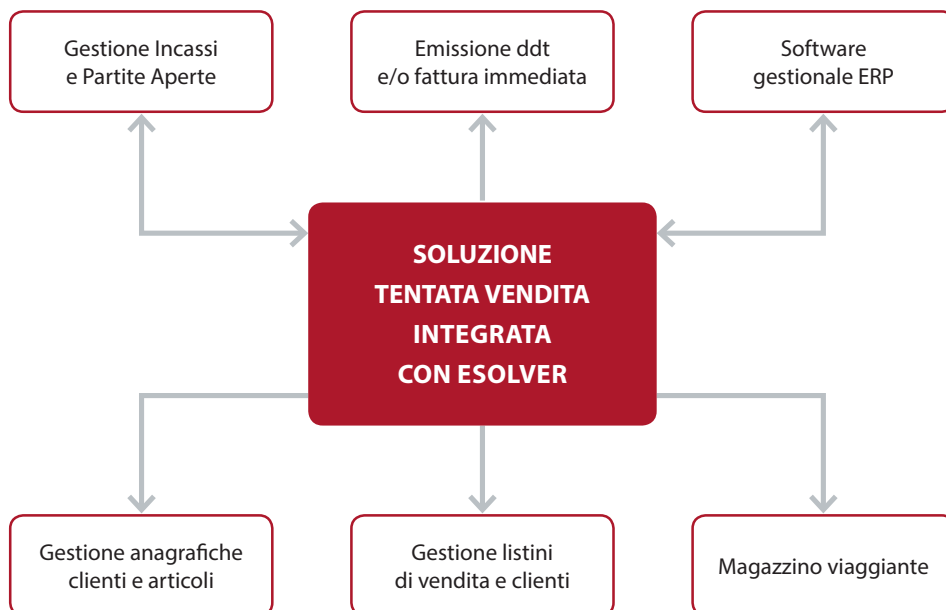 Gestione Incassi
e Partite Aperte
Emissione ddt
e/o fattura immediata
Software
gestionale ERP
SOLUZIONE
TENTATA VENDITA
INTEGRATA
CON ESOLVER
Gestione anagrafiche
clienti e articoli
Gestione listini
di vendita e clienti
Magazzino viaggiante